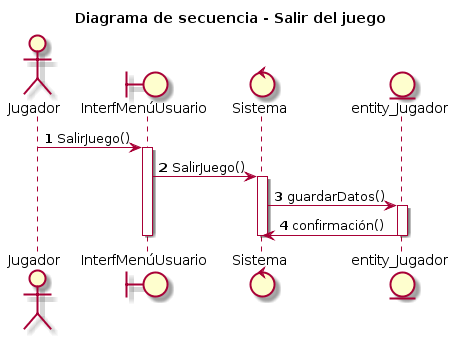 Diagrama de secuencia - Salir del juego
Jugador InterfMenúUsuario Sistema entity_Jugador
1 SalirJuego()
2 SalirJuego()
3 guardarDatos()
4 confirmación()
Jugador InterfMenúUsuario Sistema entity_Jugador